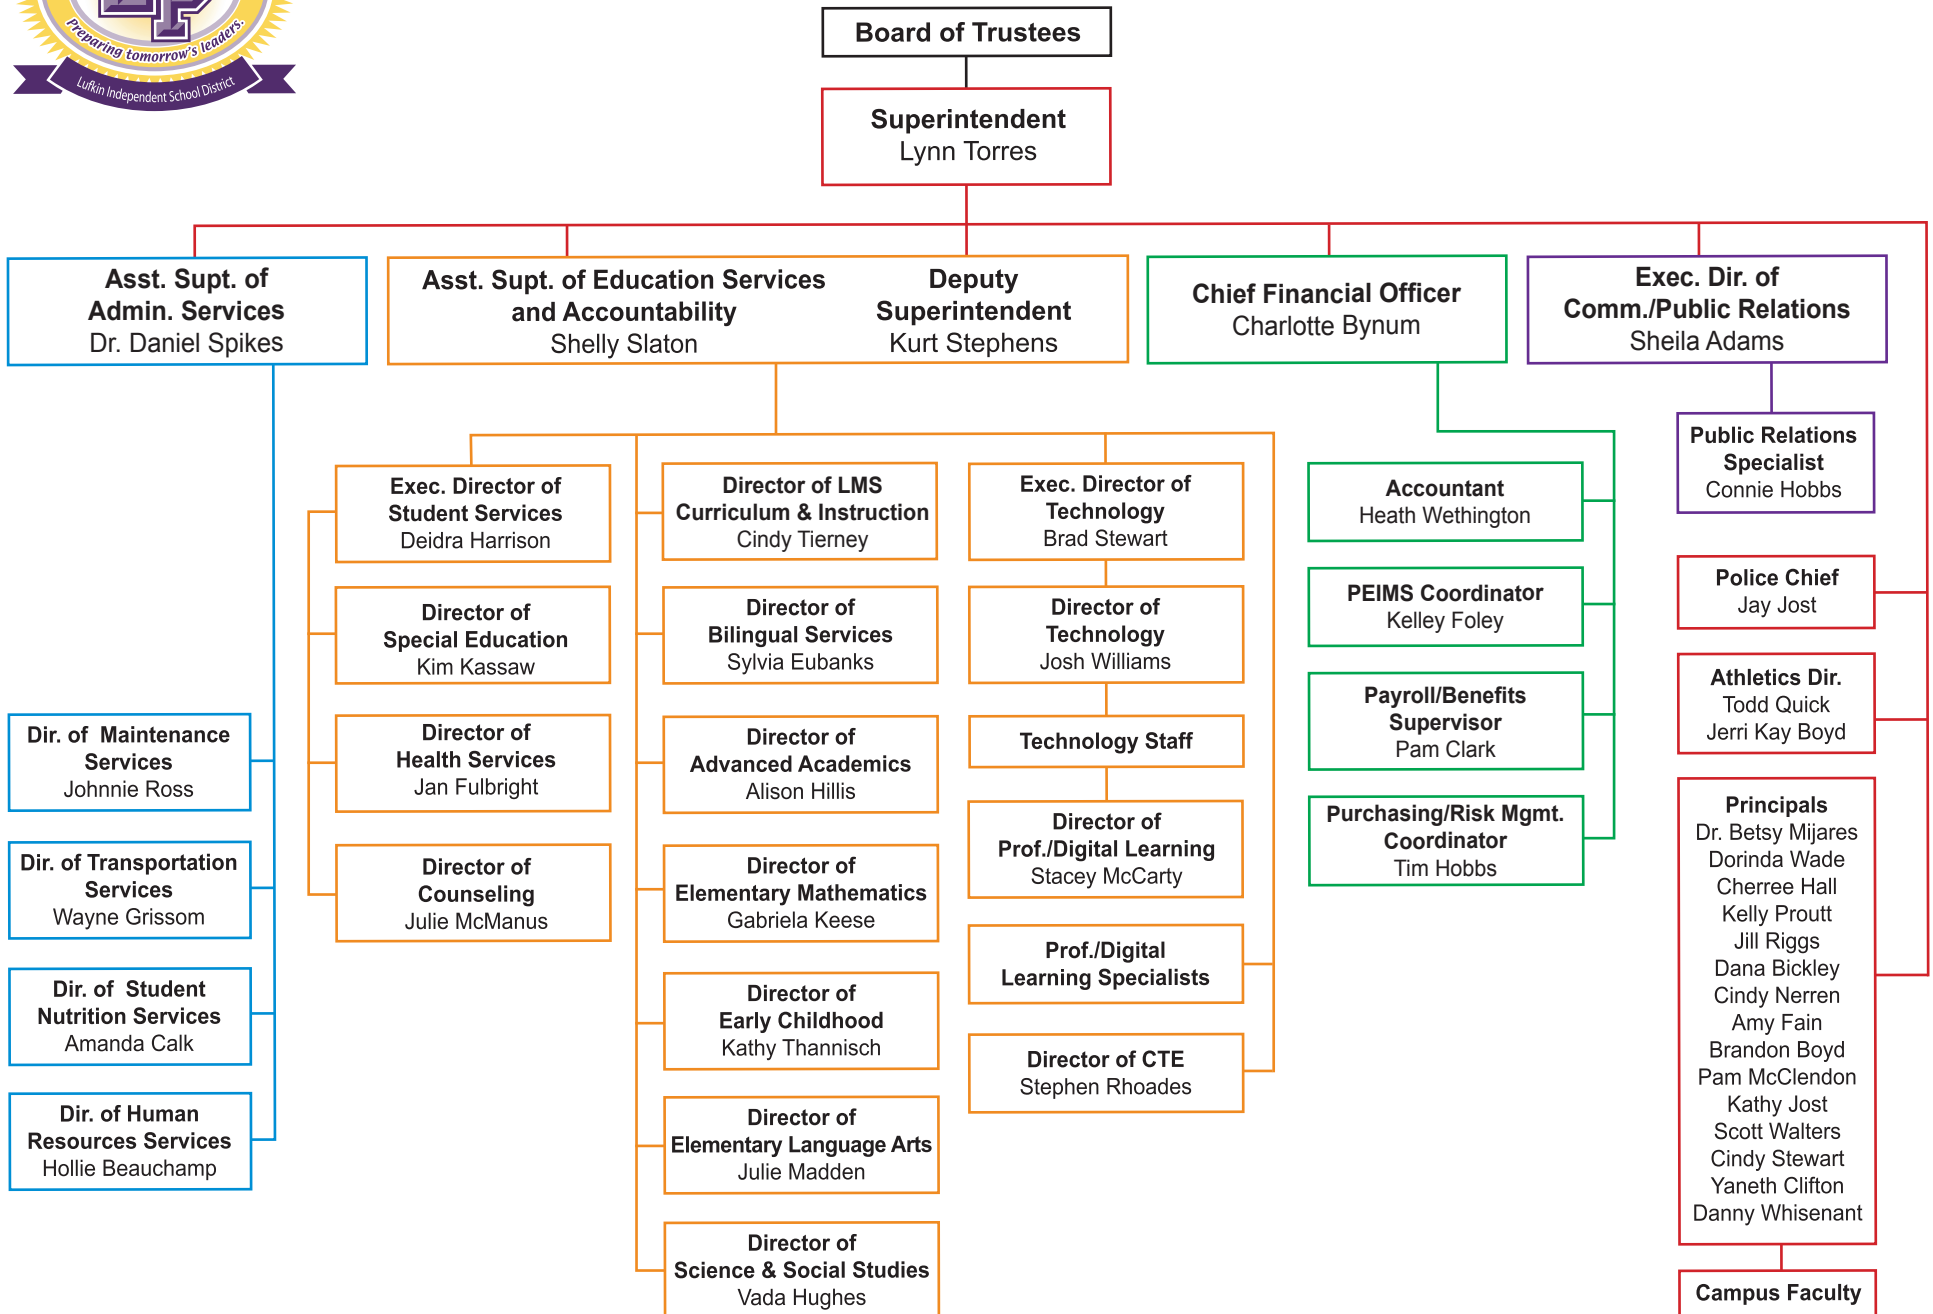 Preparing tomorrow's leaders.
Lufkin Independent School District
Board of Trustees
Superintendent
Lynn Torres
Asst. Supt. of
Admin. Services
Dr. Daniel Spikes
Asst. Supt. of Education Services
and Accountability
Shelly Slaton
Deputy
Superintendent
Kurt Stephens
Chief Financial Officer
Charlotte Bynum
Exec. Dir. of
Comm./Public Relations
Sheila Adams
Dir. of Maintenance
Services
Johnnie Ross
Dir. of Transportation
Services
Wayne Grissom
Dir. of Student
Nutrition Services
Amanda Calk
Dir. of Human
Resources Services
Hollie Beauchamp
Exec. Director of
Student Services
Deidra Harrison
Director of
Special Education
Kim Kassaw
Director of
Health Services
Jan Fulbright
Director of
Counseling
Julie McManus
Director of LMS
Curriculum & Instruction
Cindy Tierney
Director of
Bilingual Services
Sylvia Eubanks
Director of
Advanced Academics
Alison Hillis
Director of
Elementary Mathematics
Gabriela Keese
Director of
Early Childhood
Kathy Thannisch
Director of
Elementary Language Arts
Julie Madden
Director of
Science & Social Studies
Vada Hughes
Exec. Director of
Technology
Brad Stewart
Director of
Technology
Josh Williams
Technology Staff
Director of
Prof./Digital Learning
Stacey McCarty
Prof./Digital
Learning Specialists
Director of CTE
Stephen Rhoades
Accountant
Heath Wethington
PEIMS Coordinator
Kelley Foley
Payroll/Benefits
Supervisor
Pam Clark
Purchasing/Risk Mgmt.
Coordinator
Tim Hobbs
Public Relations
Specialist
Connie Hobbs
Police Chief
Jay Jost
Athletics Dir.
Todd Quick
Jerri Kay Boyd
Principals
Dr. Betsy Mijares
Dorinda Wade
Cherree Hall
Kelly Proutt
Jill Riggs
Dana Bickley
Cindy Nerren
Amy Fain
Brandon Boyd
Pam McClendon
Kathy Jost
Scott Walters
Cindy Stewart
Yaneth Clifton
Danny Whisenant
Campus Faculty